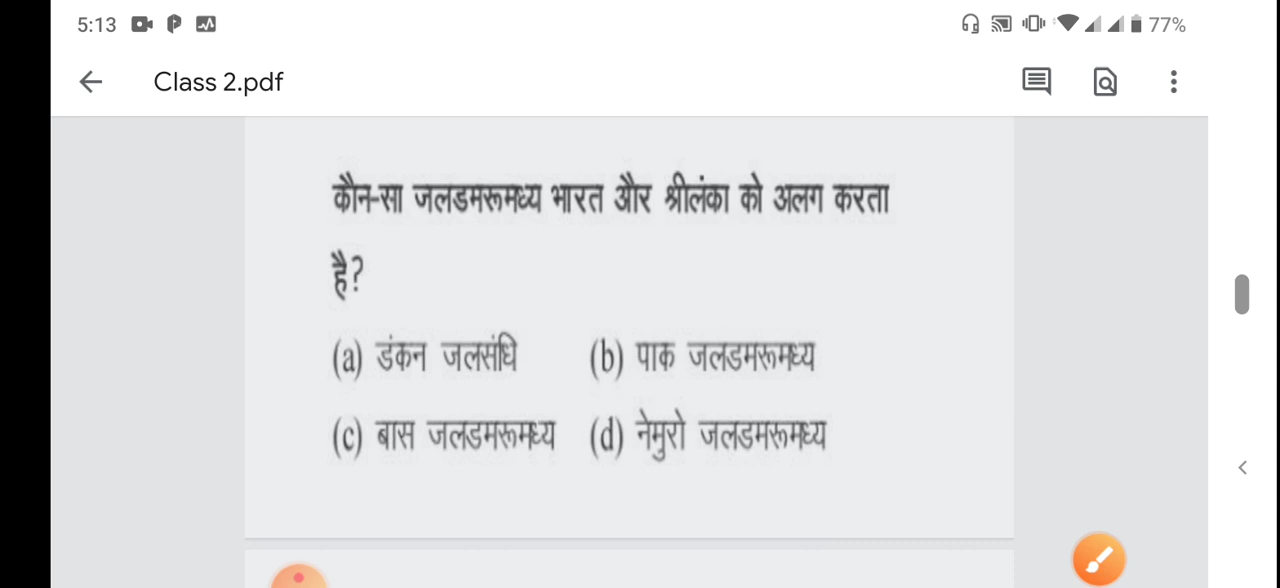 5:13 77%
Class 2.pdf
कौन-सा जलडमरूमध्य भारत और श्रीलंका को अलग करता
है?
(a) डंकन जलसंधि (b) पाक जलडमरूमध्य
(c) बास जलडमरूमध्य (d) नेमुरो जलडमरूमध्य